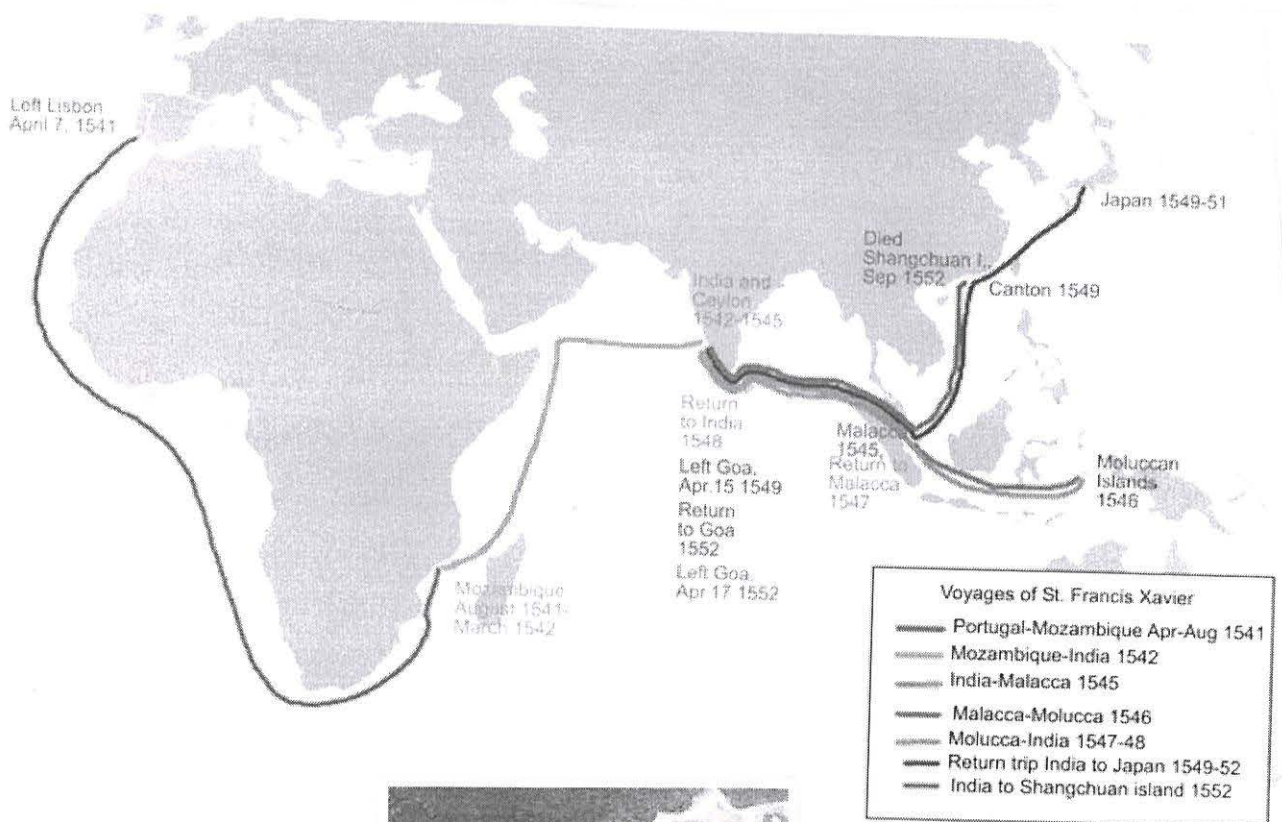 Left Lisbon
April 7, 1541
Japan 1549-51
Died
Shangchuan I.,
Sep 1552
Canton 1549
India and
Ceylon
1542-1545
Return
to India
1548
Left Goa,
Apr.15 1549
Return
to Goa
1552
Left Goa,
Apr 17 1552
Malacca
1545,
Return to
Malacca
1547
Moluccan
Islands
1546
Mozambique
August 1541-
March 1542
Voyages of St. Francis Xavier
Portugal-Mozambique Apr-Aug 1541
Mozambique-India 1542
India-Malacca 1545
Malacca-Molucca 1546
Molucca-India 1547-48
Return trip India to Japan 1549-52
India to Shangchuan island 1552